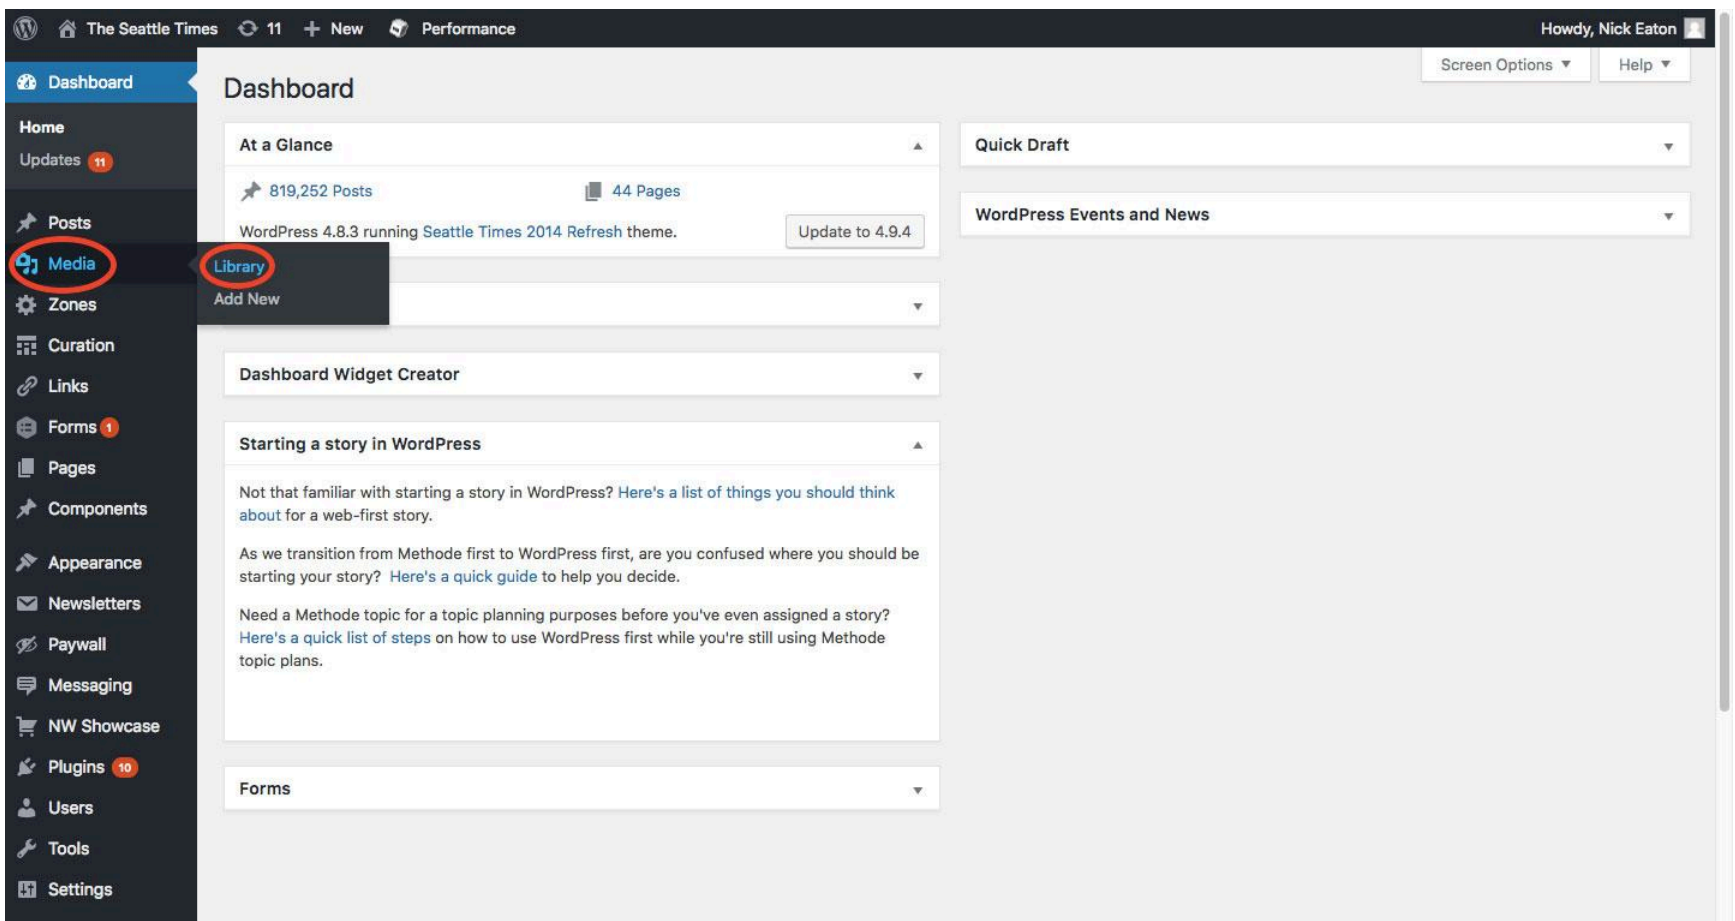 The Seattle Times 11 New Performance Howdy, Nick Eaton
Dashboard
Home
Updates 11
Posts
Media
Zones
Curation
Links
Forms 1
Pages
Components
Appearance
Newsletters
Paywall
Messaging
NW Showcase
Plugins 10
Users
Tools
Settings
Library
Add New
Screen Options Help
Dashboard
At a Glance
819,252 Posts 44 Pages
WordPress 4.8.3 running Seattle Times 2014 Refresh theme. Update to 4.9.4
Dashboard Widget Creator
Starting a story in WordPress
Not that familiar with starting a story in WordPress? Here's a list of things you should think
about for a web-first story.
As we transition from Methode first to WordPress first, are you confused where you should be
starting your story? Here's a quick guide to help you decide.
Need a Methode topic for a topic planning purposes before you've even assigned a story?
Here's a quick list of steps on how to use WordPress first while you're still using Methode
topic plans.
Forms
Quick Draft
WordPress Events and News